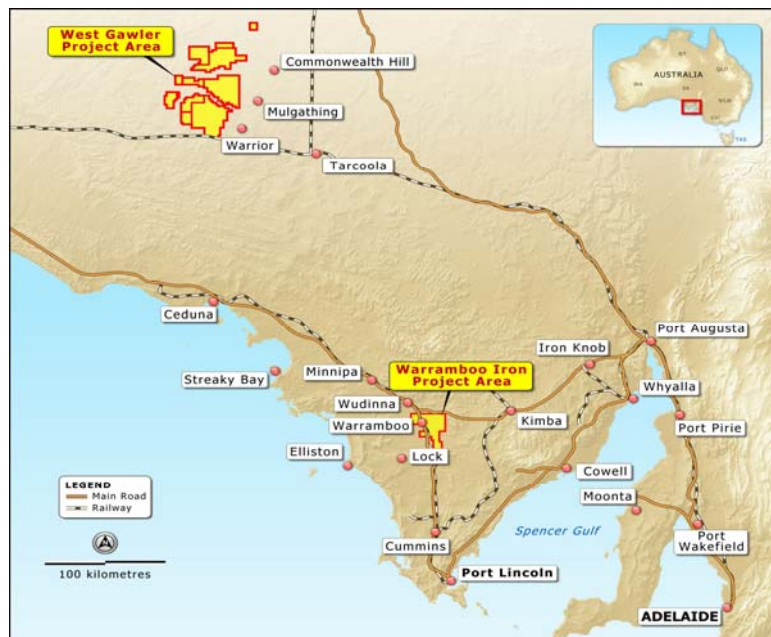 West Gawler
Project Area
Commonwealth Hill
Mulgathing
Warrior
Tarcoola
AUSTRALIA
WA
NT
QLD
SA
NSW
VIC
TAS
Ceduna
Streaky Bay
Minnipa
Wudinna
Warramboo
Warramboo Iron
Project Area
Iron Knob
Port Augusta
Whyalla
Kimba
Port Pirie
Elliston
Lock
Cowell
Moonta
Spencer Gulf
Port
Wakefield
Cummins
Port Lincoln
ADELAIDE
LEGEND
Main Road
Railway
100 kilometres